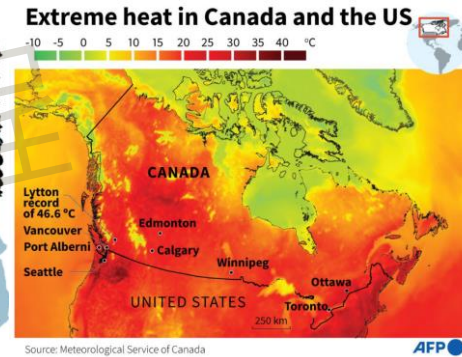 Extreme heat in Canada and the US
-10 -5 0 5 10 15 20 25 30 35 40 °C
CANADA
Lytton
record
of 46.6 ºC
Vancouver
Port Alberni
Seattle
Edmonton
Calgary
Winnipeg
Ottawa
Toronto
UNITED STATES
250 km
Source: Meteorological Service of Canada
AFP